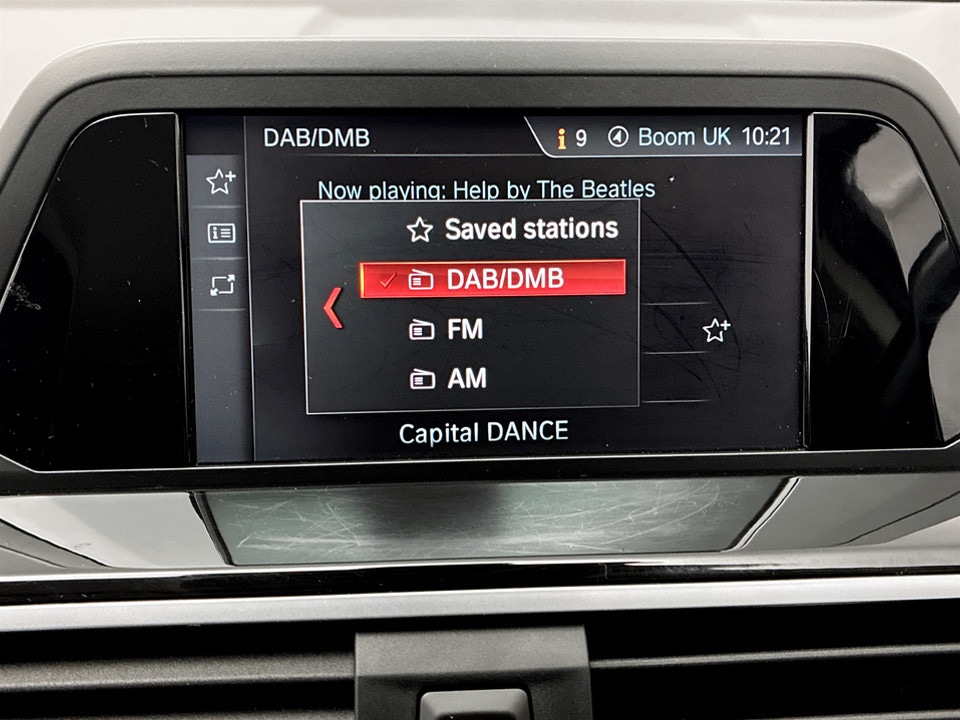 DAB/DMB
i 9 Boom UK 10:21
Now playing: Help by The Beatles
Saved stations
DAB/DMB
FM
AM
Capital DANCE